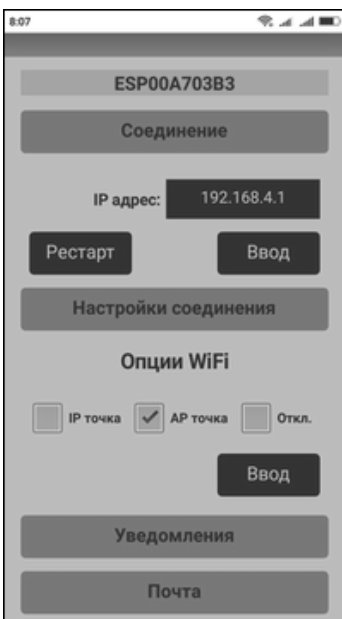 8:07
ESP00A703B3
Соединение
IP адрес: 192.168.4.1
Рестарт Ввод
Настройки соединения
Опции WiFi
IP точка AP точка Откл.
Ввод
Уведомления
Почта